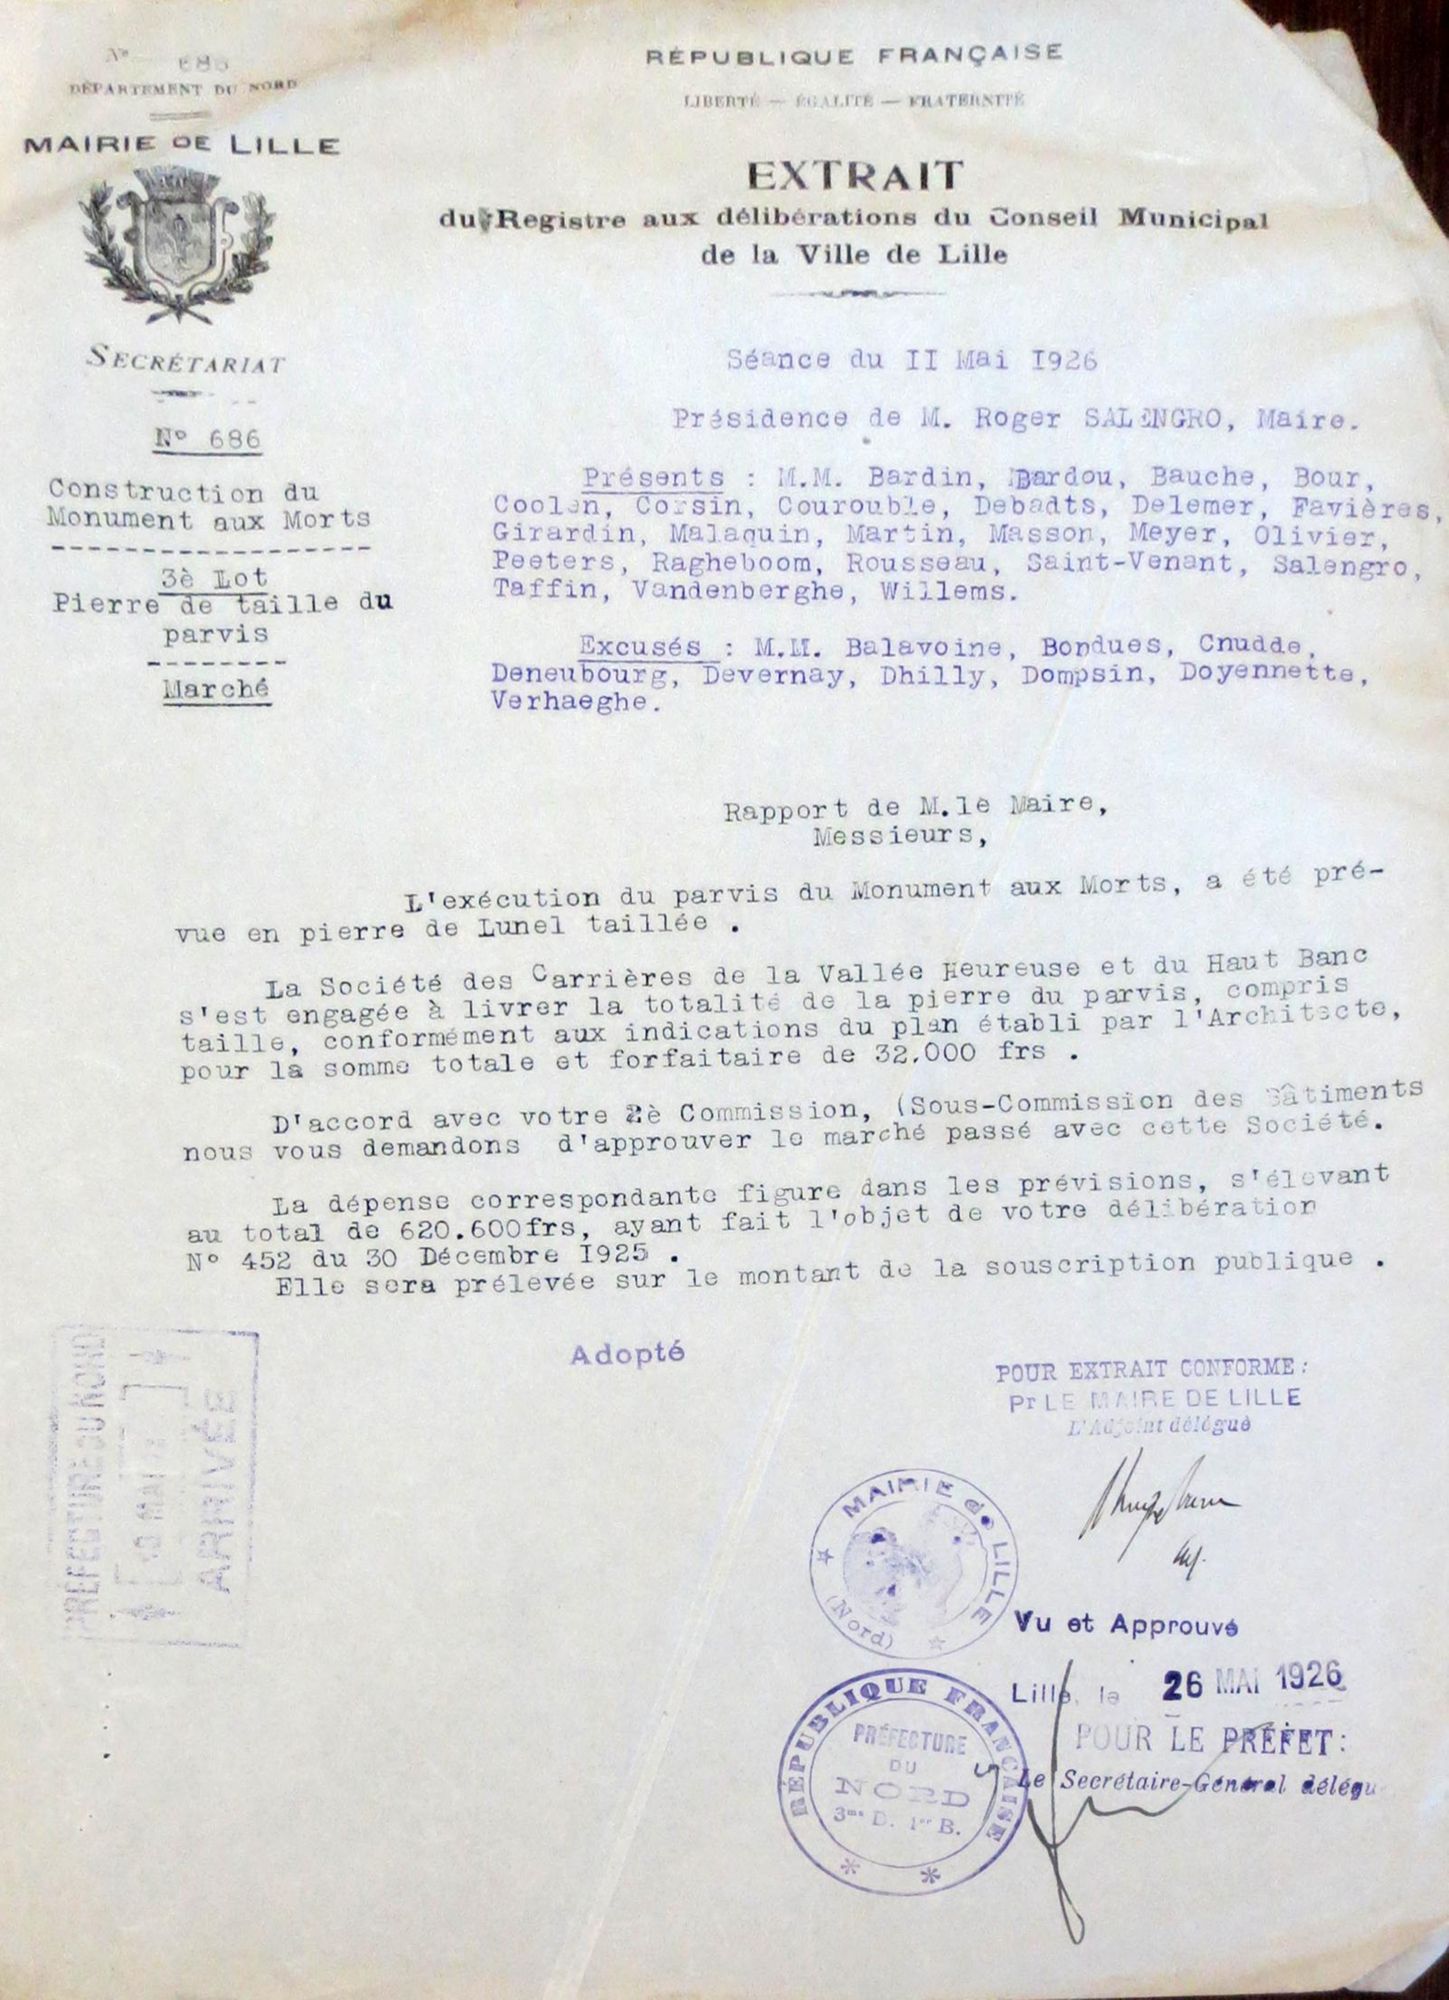 N° 686
DÉPARTEMENT DU NORD
MAIRIE DE LILLE
SECRÉTARIAT
N° 686
Construction du
Monument aux Morts
3è Lot
Pierre de taille du
parvis
Marché
RÉPUBLIQUE FRANÇAISE
LIBERTÉ — ÉGALITÉ — FRATERNITÉ
EXTRAIT
du Registre aux délibérations du Conseil Municipal
de la Ville de Lille
Séance du II Mai I926
Présidence de M. Roger SALENGRO, Maire.
Présents : M.M. Bardin, Bardou, Bauche, Bour,
Coolen, Corsin, Courouble, Debadts, Delemer, Favières,
Girardin, Malaquin, Martin, Masson, Meyer, Olivier,
Peeters, Ragheboom, Rousseau, Saint-Venant, Salengro,
Taffin, Vandenberghe, Willems.
Excusés : M.M. Balavoine, Bondues, Cnudde,
Deneubourg, Devernay, Dhilly, Dompsin, Doyennette,
Verhaeghe.
Rapport de M.le Maire,
Messieurs,
L'exécution du parvis du Monument aux Morts, a été pré-
vue en pierre de Lunel taillée .
La Société des Carrières de la Vallée Heureuse et du Haut Banc
s'est engagée à livrer la totalité de la pierre du parvis, compris
taille, conformément aux indications du plan établi par l'Architecte,
pour la somme totale et forfaitaire de 32.000 frs .
D'accord avec votre 2è Commission, (Sous-Commission des Bâtiments
nous vous demandons d'approuver le marché passé avec cette Société.
La dépense correspondante figure dans les prévisions, s'élevant
au total de 620.600frs, ayant fait l'objet de votre délibération
N° 452 du 30 Décembre I925 .
Elle sera prélevée sur le montant de la souscription publique .
Adopté
PRÉFECTURE DU NORD
MAI
ARRIVÉE
POUR EXTRAIT CONFORME :
Pr LE MAIRE DE LILLE
L'Adjoint délégué
MAIRIE de LILLE
(Nord)
Vu et Approuvé
Lille, le 26 MAI 1926
POUR LE PRÉFET :
Le Secrétaire-Général délégu
RÉPUBLIQUE FRANÇAISE
PRÉFECTURE
DU
NORD
3me D. 1er B.